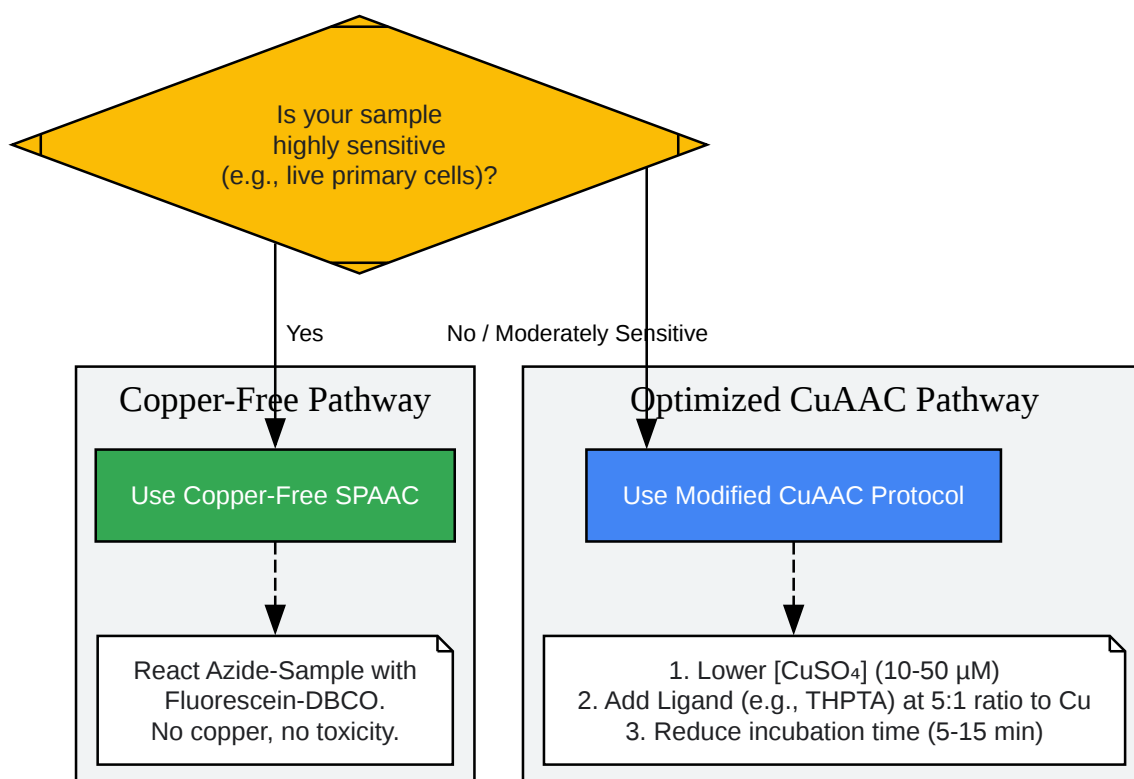 Is your sample
highly sensitive
(e.g., live primary cells)?
Yes
No / Moderately Sensitive
Copper-Free Pathway
Optimized CuAAC Pathway
Use Copper-Free SPAAC
Use Modified CuAAC Protocol
React Azide-Sample with
Fluorescein-DBCO.
No copper, no toxicity.
1. Lower [CuSO₄] (10-50 µM)
2. Add Ligand (e.g., THPTA) at 5:1 ratio to Cu
3. Reduce incubation time (5-15 min)